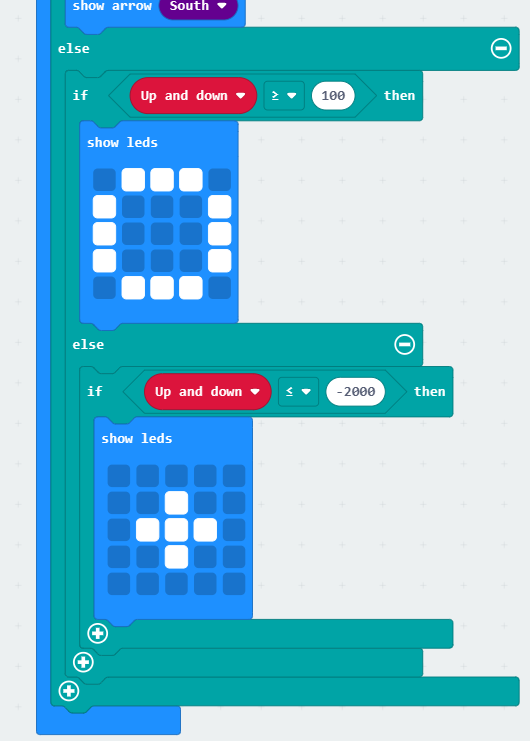 show arrow South
else
if Up and down ≥ 100 then
show leds
else
if Up and down ≤ -2000 then
show leds